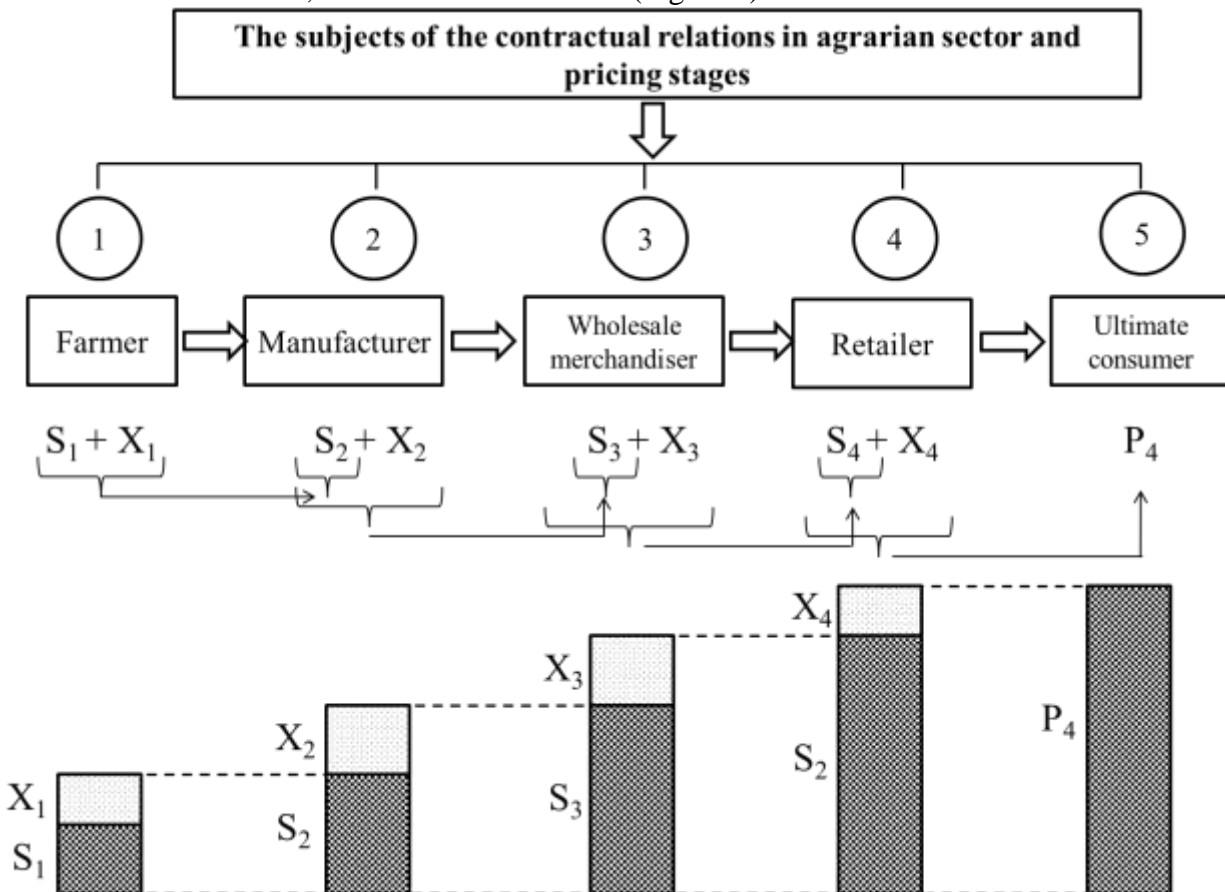 The subjects of the contractual relations in agrarian sector and
pricing stages
1 2 3 4 5
Farmer
Manufacturer
Wholesale
merchandiser
Retailer
Ultimate
consumer
S₁ + X₁ S₂ + X₂ S₃ + X₃ S₄ + X₄ P₄
X₄
X₃
X₂
P₄
S₂
X₁
S₃
S₂
S₁